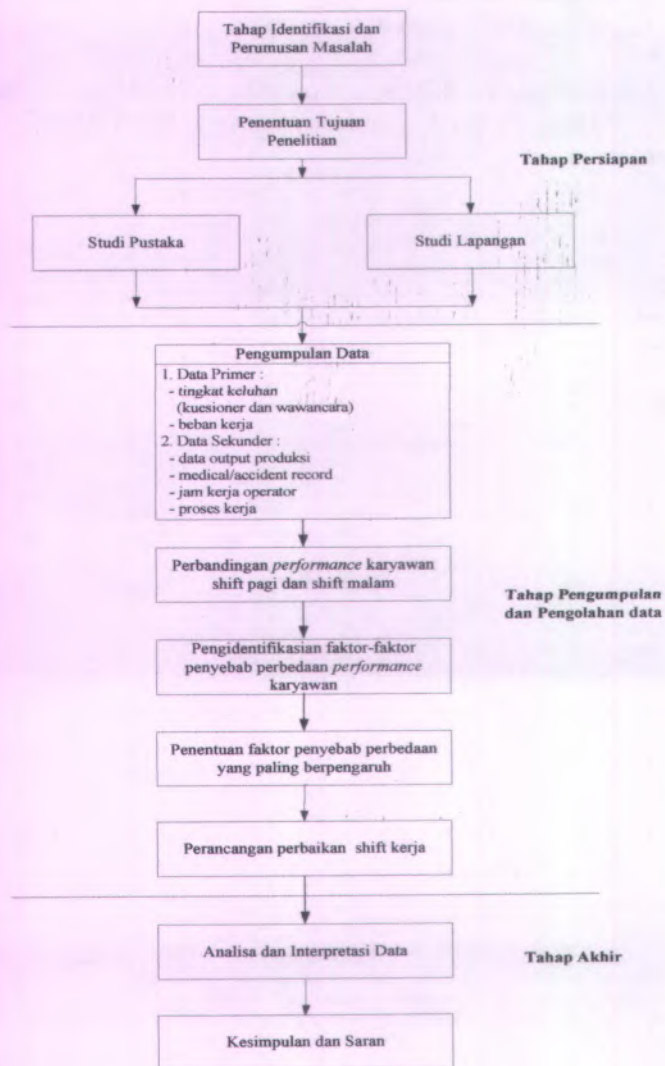 Tahap Identifikasi dan
Perumusan Masalah
Penentuan Tujuan
Penelitian
Tahap Persiapan
Studi Pustaka
Studi Lapangan
Pengumpulan Data
1. Data Primer :
- tingkat keluhan
(kuesioner dan wawancara)
- beban kerja
2. Data Sekunder :
- data output produksi
- medical/accident record
- jam kerja operator
- proses kerja
Perbandingan performance karyawan
shift pagi dan shift malam
Tahap Pengumpulan
dan Pengolahan data
Pengidentifikasian faktor-faktor
penyebab perbedaan performance
karyawan
Penentuan faktor penyebab perbedaan
yang paling berpengaruh
Perancangan perbaikan shift kerja
Analisa dan Interpretasi Data
Tahap Akhir
Kesimpulan dan Saran